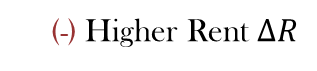 (-) Higher Rent ΔR